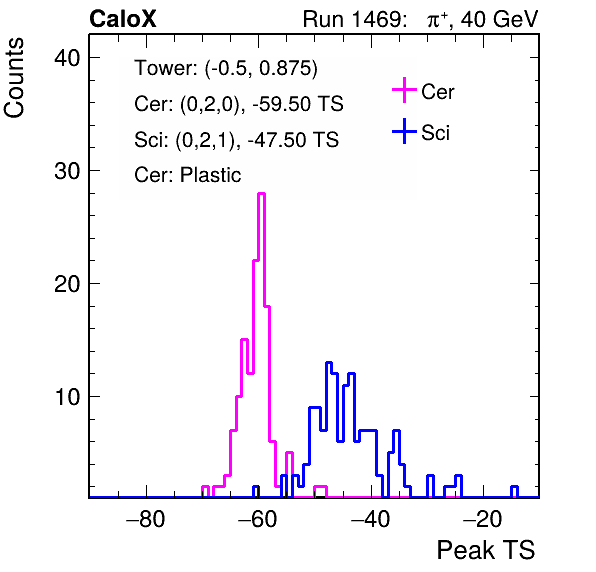 CaloX Run 1469: π⁺, 40 GeV
Counts
40
30
20
10
Tower: (-0.5, 0.875)
Cer: (0,2,0), -59.50 TS
Sci: (0,2,1), -47.50 TS
Cer: Plastic
Cer
Sci
−80 −60 −40 −20
Peak TS